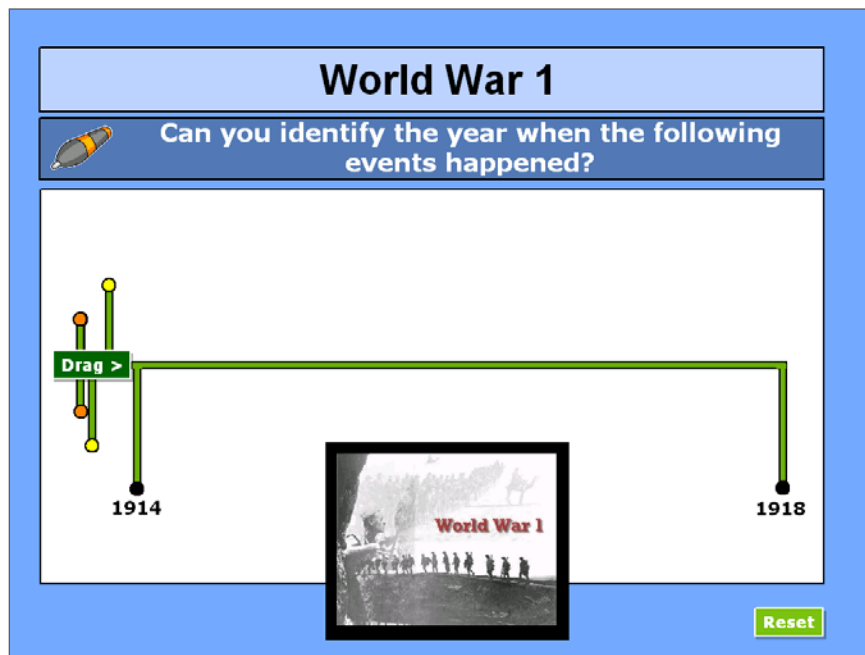 World War 1
Can you identify the year when the following
events happened?
Drag >
1914
1918
World War 1
Reset